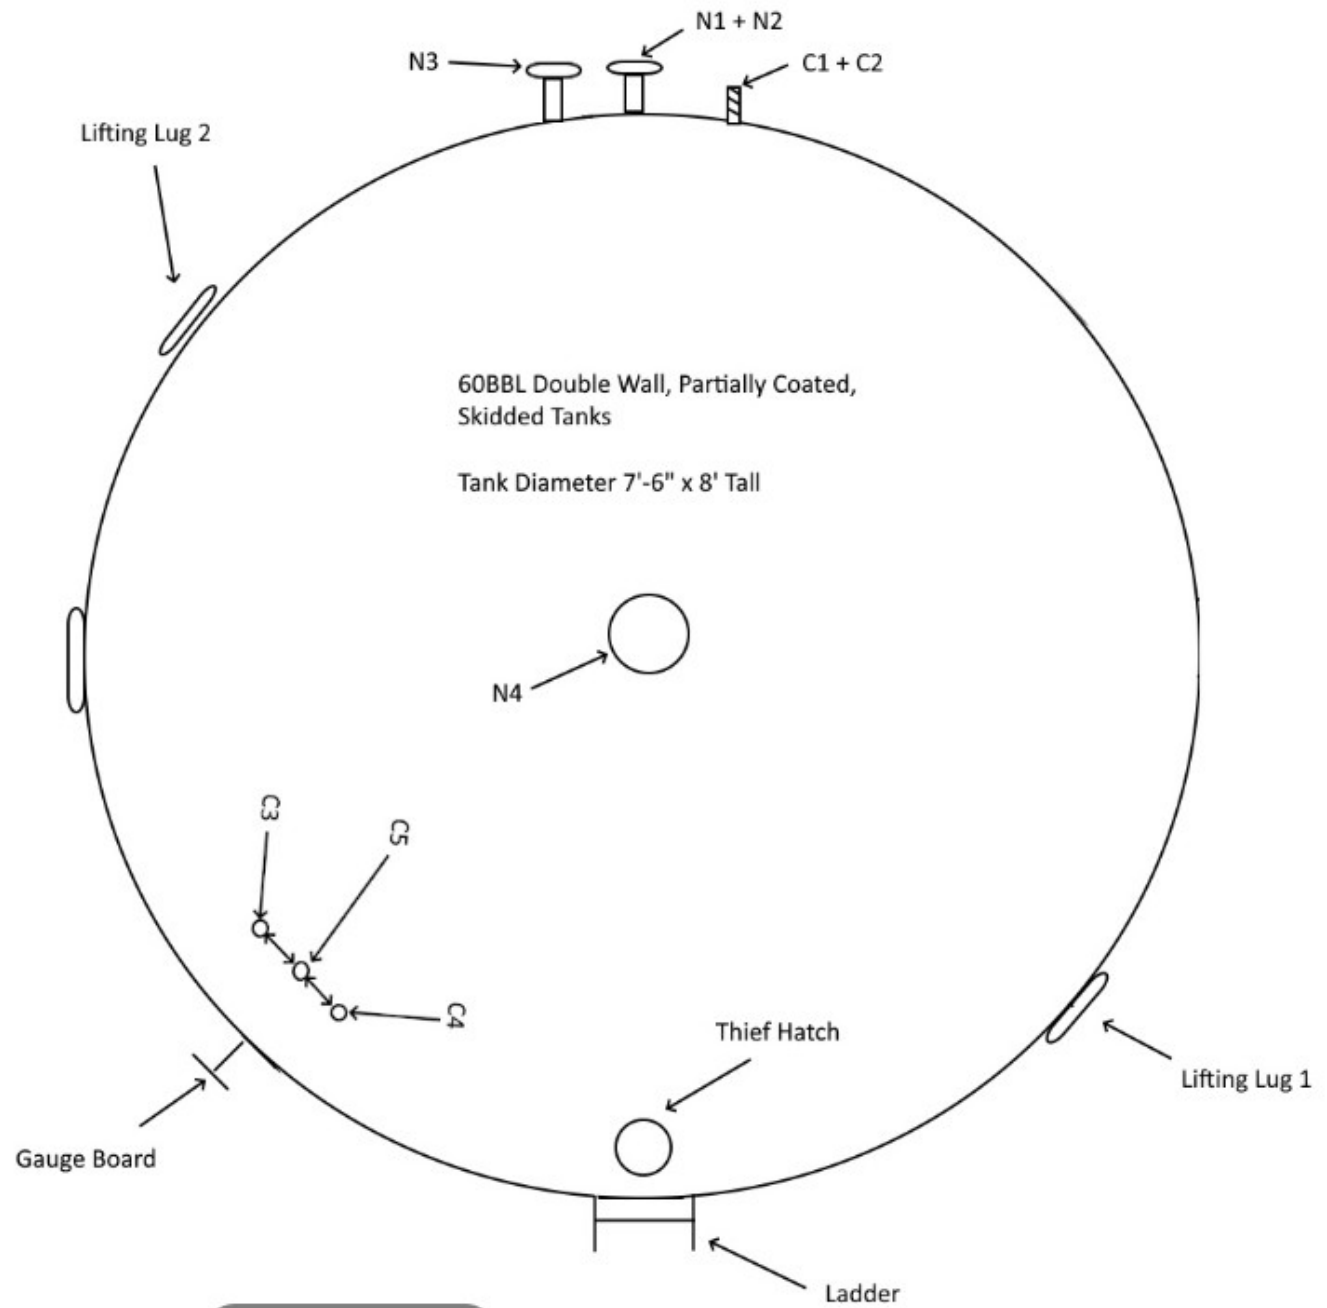 N1 + N2
N3
C1 + C2
Lifting Lug 2
60BBL Double Wall, Partially Coated,
Skidded Tanks
Tank Diameter 7'-6" x 8' Tall
N4
C3
C5
C4
Thief Hatch
Lifting Lug 1
Gauge Board
Ladder